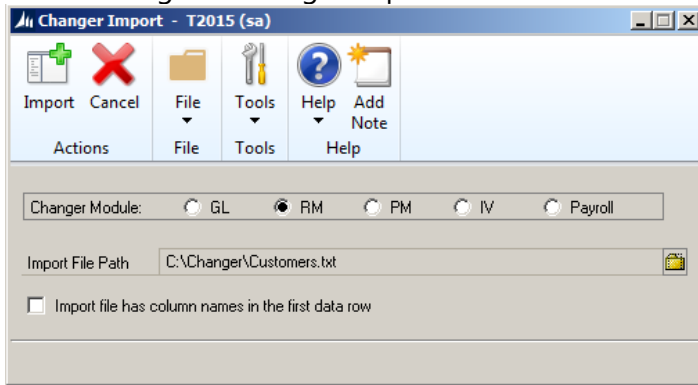 Changer Import - T2015 (sa)
Import Cancel File Tools Help Add Note
Actions File Tools Help
Changer Module: GL RM PM IV Payroll
Import File Path C:\Changer\Customers.txt
Import file has column names in the first data row